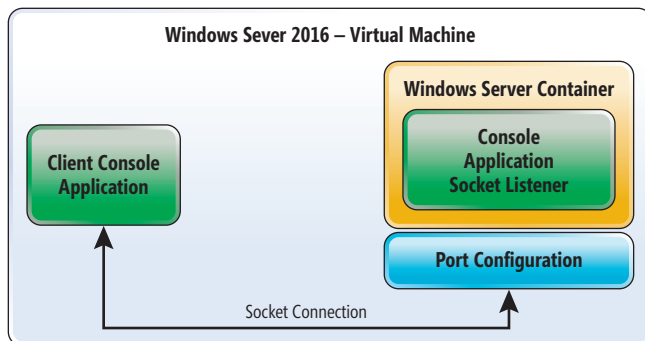 Windows Sever 2016 – Virtual Machine
Windows Server Container
Client Console
Application
Console
Application
Socket Listener
Port Configuration
Socket Connection